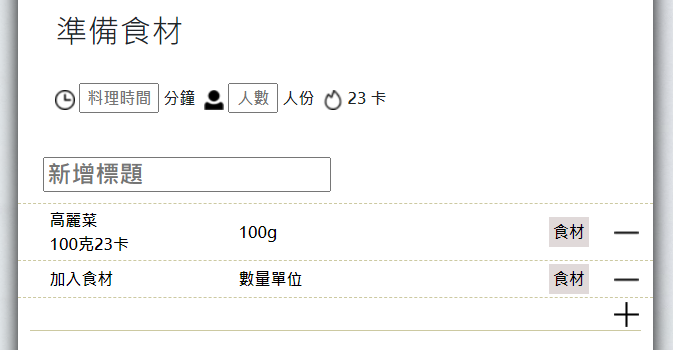 準備食材
料理時間 分鐘 人數 人份 23 卡
新增標題
高麗菜
100克23卡
100g
食材
加入食材 數量單位 食材